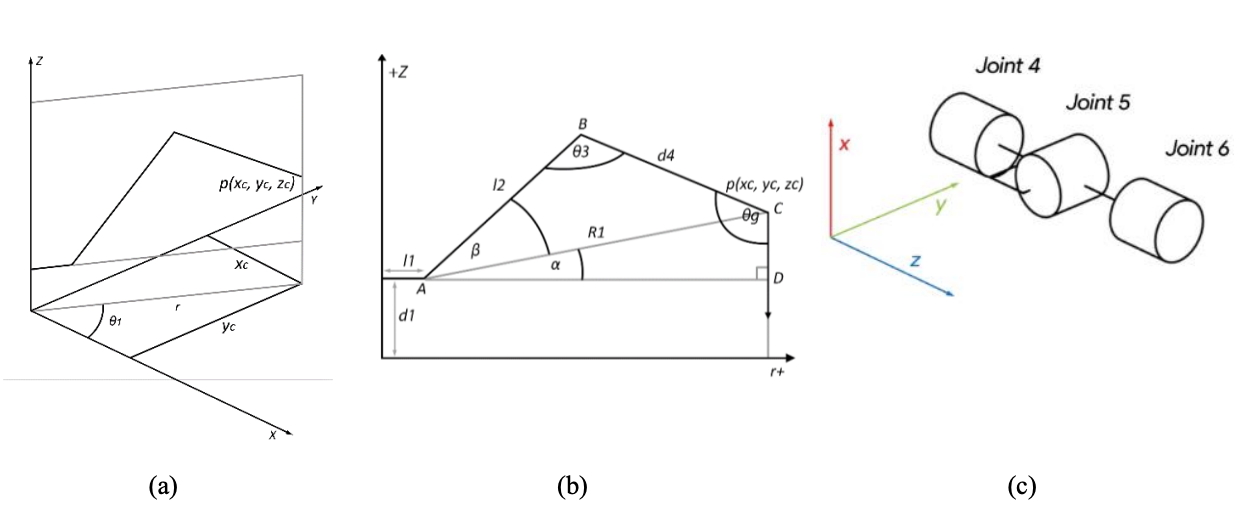 Z
p(xc, yc, zc)
Y
xc
r
θ1
yc
X
(a)
+Z
B
θ3
d4
l2
p(xc, yc, zc)
C
θg
R1
β
α
l1
A
D
d1
r+
(b)
Joint 4
Joint 5
Joint 6
x
y
z
(c)